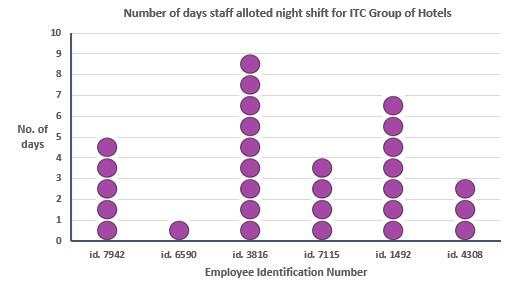 Number of days staff alloted night shift for ITC Group of Hotels
10
9
8
7
6
5
4
3
2
1
0
No. of
days
id. 7942 id. 6590 id. 3816 id. 7115 id. 1492 id. 4308
Employee Identification Number